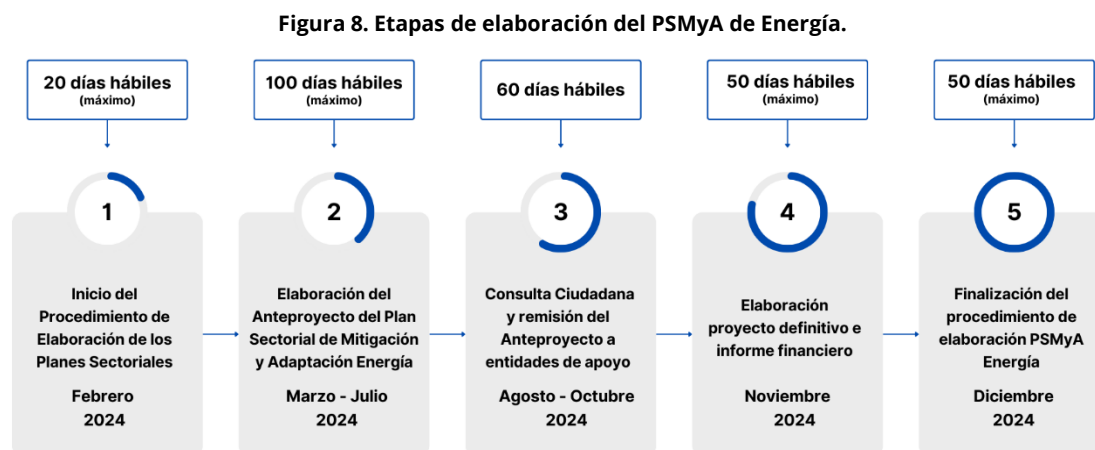 Figura 8. Etapas de elaboración del PSMyA de Energía.
20 días hábiles
(máximo)
100 días hábiles
(máximo)
60 días hábiles
50 días hábiles
(máximo)
50 días hábiles
(máximo)
1
Inicio del
Procedimiento de
Elaboración de los
Planes Sectoriales
Febrero
2024
2
Elaboración del
Anteproyecto del Plan
Sectorial de Mitigación
y Adaptación Energía
Marzo - Julio
2024
3
Consulta Ciudadana
y remisión del
Anteproyecto a
entidades de apoyo
Agosto - Octubre
2024
4
Elaboración
proyecto definitivo e
informe financiero
Noviembre
2024
5
Finalización del
procedimiento de
elaboración PSMyA
Energía
Diciembre
2024